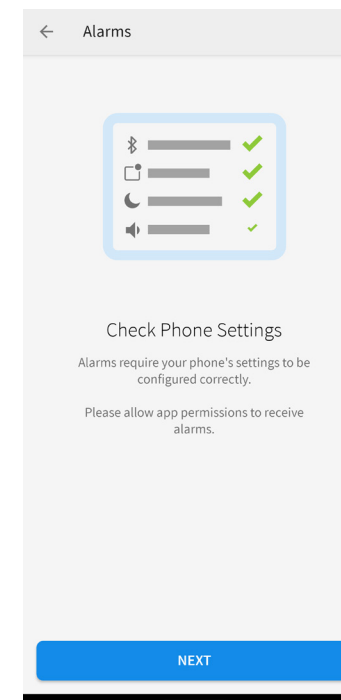 Alarms
Check Phone Settings
Alarms require your phone's settings to be
configured correctly.
Please allow app permissions to receive
alarms.
NEXT